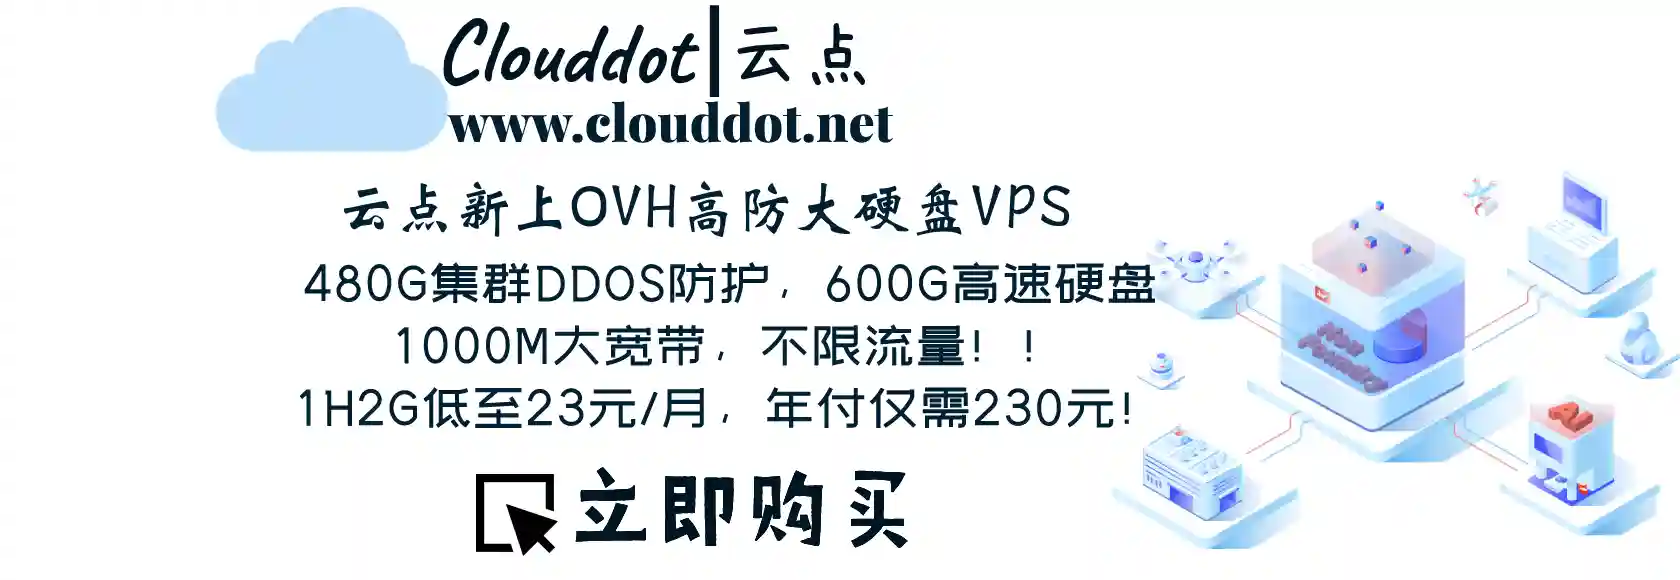 Clouddot|云点
www.clouddot.net
云点新上OVH高防大硬盘VPS
480G集群DDOS防护，600G高速硬盘
1000M大宽带，不限流量！！
1H2G低至23元/月，年付仅需230元！
立即购买
AI